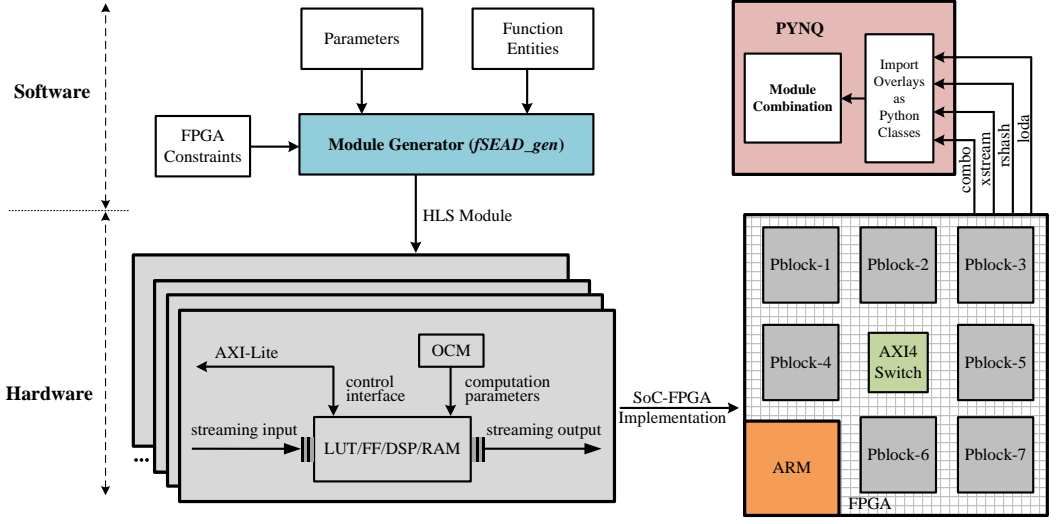 Software
Hardware
Parameters
Function
Entities
FPGA
Constraints
Module Generator (fSEAD_gen)
HLS Module
...
AXI-Lite
OCM
control
interface
computation
parameters
streaming input
LUT/FF/DSP/RAM
streaming output
SoC-FPGA
Implementation
PYNQ
Module
Combination
Import
Overlays
as
Python
Classes
combo
xstream
rshash
loda
Pblock-1
Pblock-2
Pblock-3
Pblock-4
AXI4
Switch
Pblock-5
ARM
Pblock-6
Pblock-7
FPGA